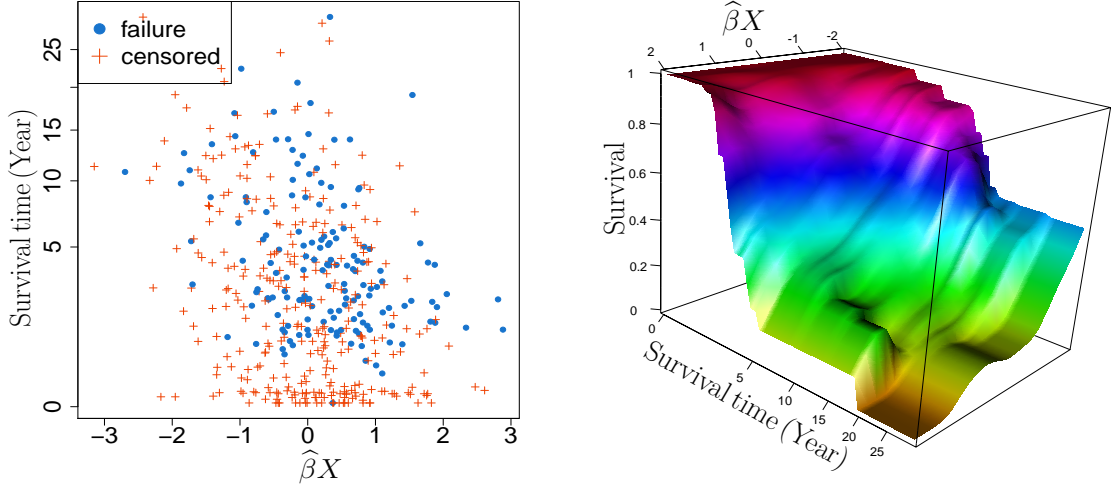 failure
censored
25
15
10
5
0
Survival time (Year)
−3 −2 −1 0 1 2 3
β̂X
β̂X
2 1 0 -1 -2
1
0.8
0.6
0.4
0.2
0
Survival
0 5 10 15 20 25
Survival time (Year)